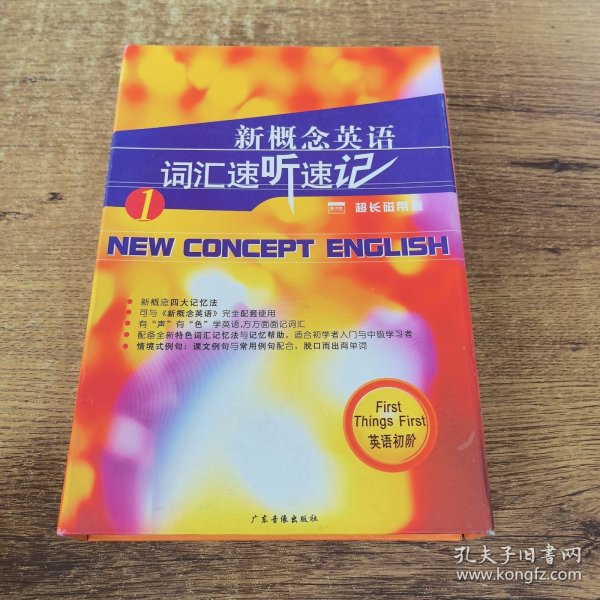 新概念英语
词汇速听速记
1
超长磁带版
NEW CONCEPT ENGLISH
● 新概念四大记忆法
● 可与《新概念英语》完全配套使用
● 有“声”有“色”学英语,方方面面记词汇
● 配备全新特色词汇记忆法与记忆帮助，适合初学者入门与中级学习者
● 情境式例句：课文例句与常用例句配合，脱口而出背单词
First
Things First
英语初阶
广东音像出版社
孔夫子旧书网
www.kongfz.com